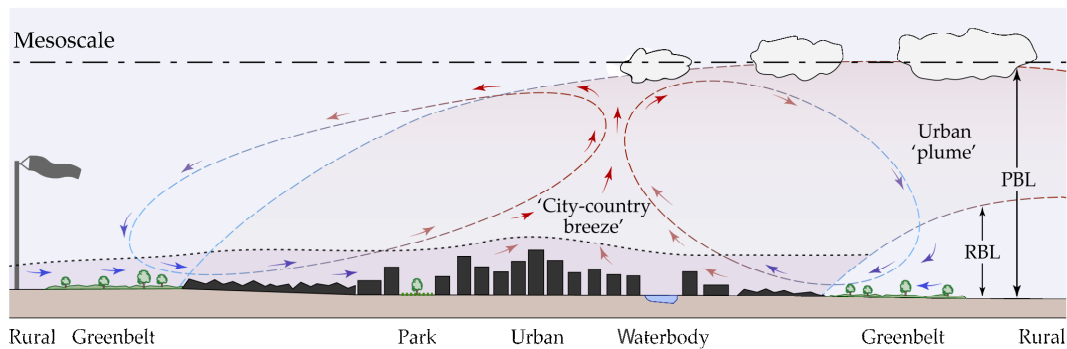 Mesoscale
Urban
'plume'
PBL
'City-country
breeze'
RBL
Rural Greenbelt Park Urban Waterbody Greenbelt Rural